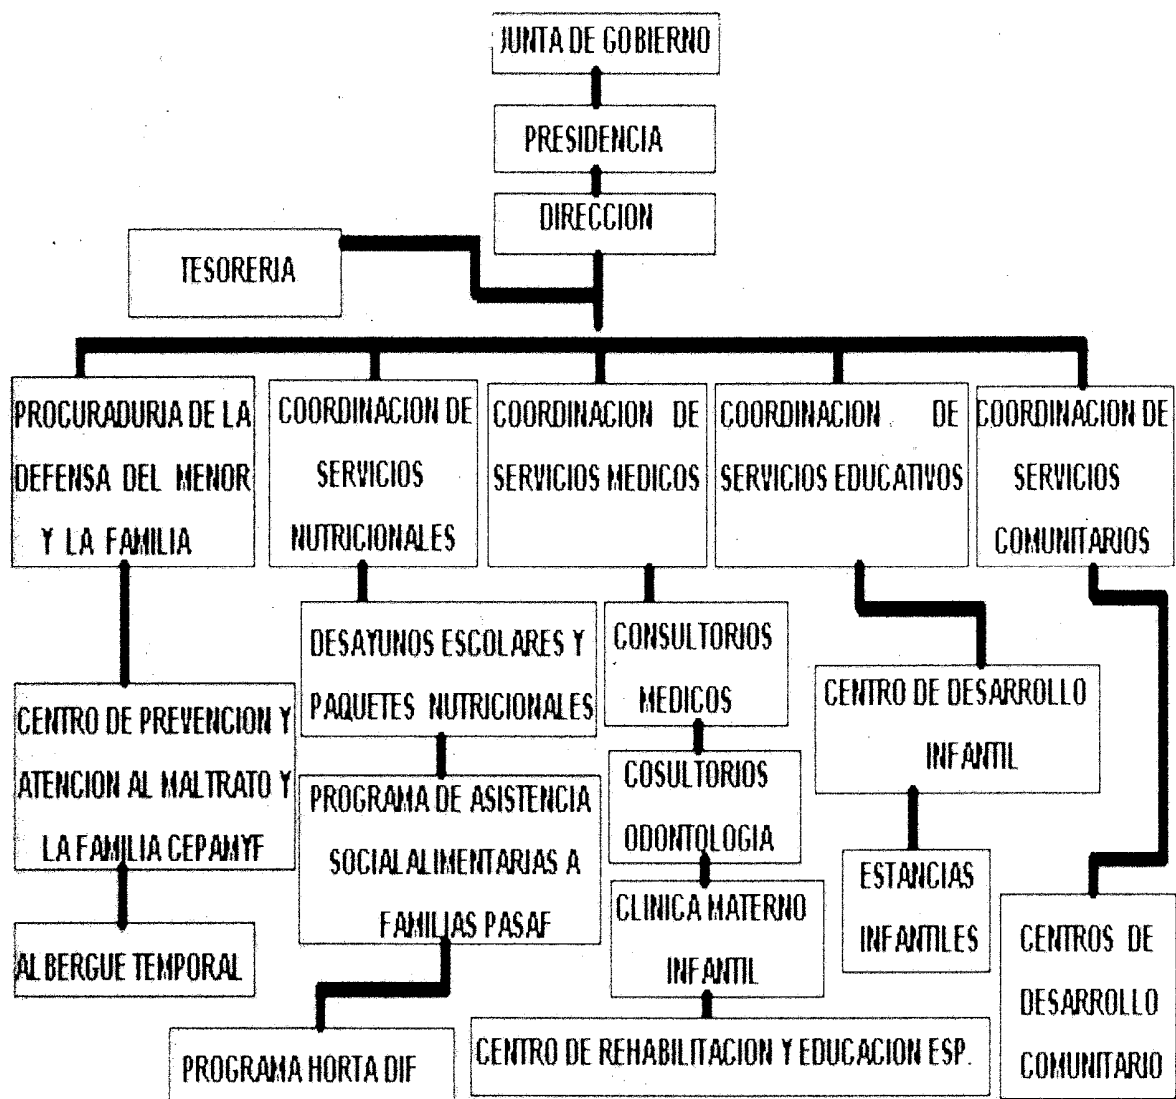 JUNTA DE GOBIERNO
PRESIDENCIA
DIRECCION
TESORERIA
PROCURADURIA DE LA
DEFENSA DEL MENOR
Y LA FAMILIA
COORDINACION DE
SERVICIOS
NUTRICIONALES
COORDINACION DE
SERVICIOS MEDICOS
COORDINACION DE
SERVICIOS EDUCATIVOS
COORDINACION DE
SERVICIOS
COMUNITARIOS
CENTRO DE PREVENCION Y
ATENCION AL MALTRATO Y
LA FAMILIA CEPAMYF
ALBERGUE TEMPORAL
DESAYUNOS ESCOLARES Y
PAQUETES NUTRICIONALES
PROGRAMA DE ASISTENCIA
SOCIALALIMENTARIAS A
FAMILIAS PASAF
PROGRAMA HORTA DIF
CONSULTORIOS
MEDICOS
COSULTORIOS
ODONTOLOGIA
CLINICA MATERNO
INFANTIL
CENTRO DE REHABILITACION Y EDUCACION ESP.
CENTRO DE DESARROLLO
INFANTIL
ESTANCIAS
INFANTILES
CENTROS DE
DESARROLLO
COMUNITARIO